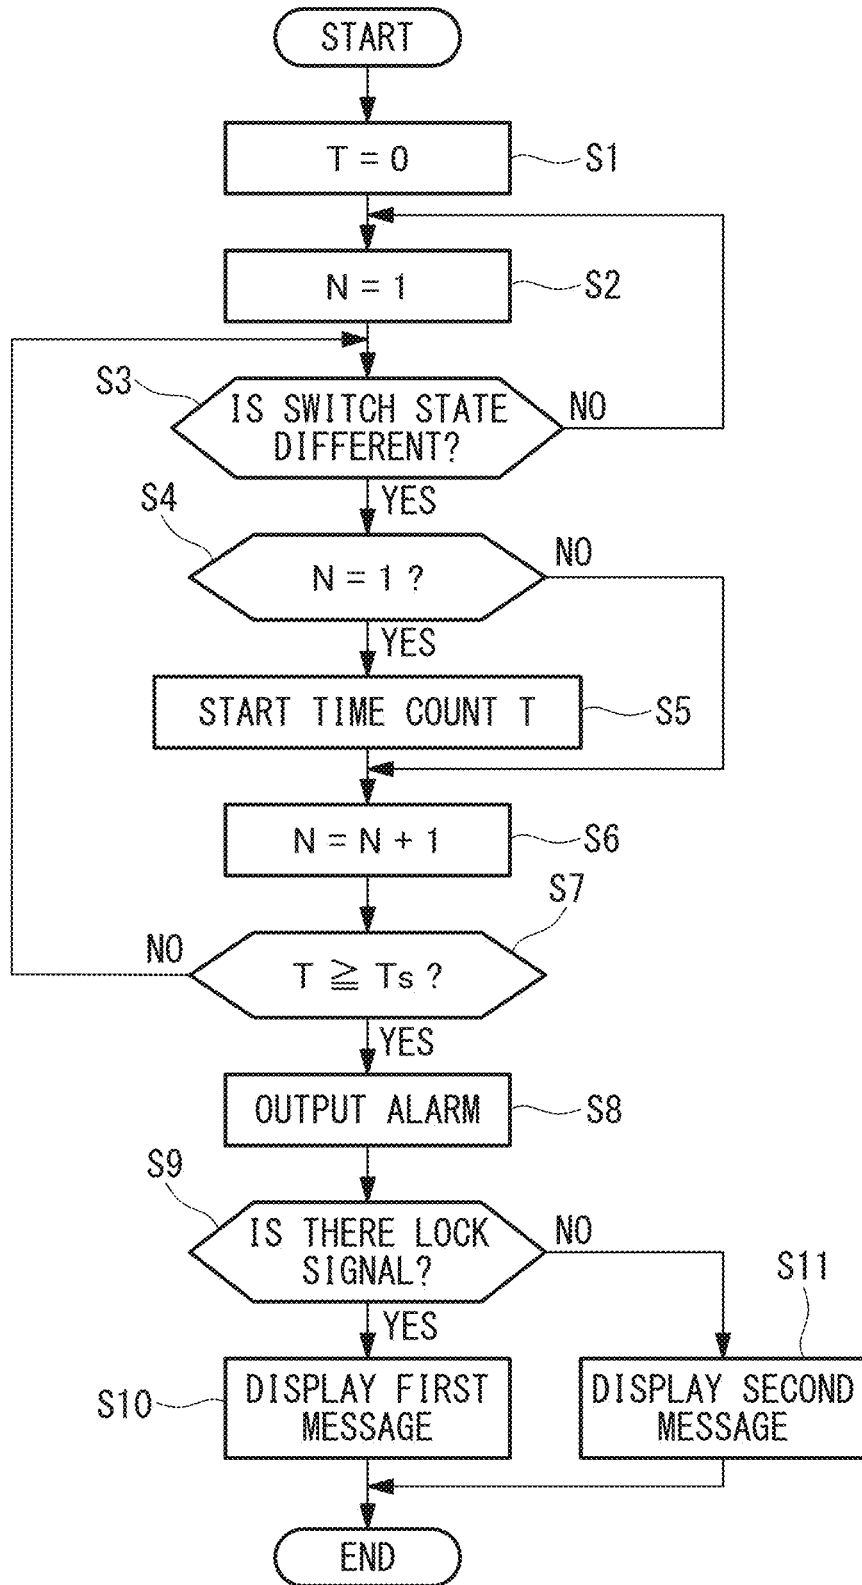 START
T = 0
S1
N = 1
S2
S3
IS SWITCH STATE
DIFFERENT?
NO
YES
S4
N = 1 ?
NO
YES
START TIME COUNT T
S5
N = N + 1
S6
S7
NO
T ≧ Ts ?
YES
OUTPUT ALARM
S8
S9
IS THERE LOCK
SIGNAL?
NO
YES
S11
S10
DISPLAY FIRST
MESSAGE
DISPLAY SECOND
MESSAGE
END